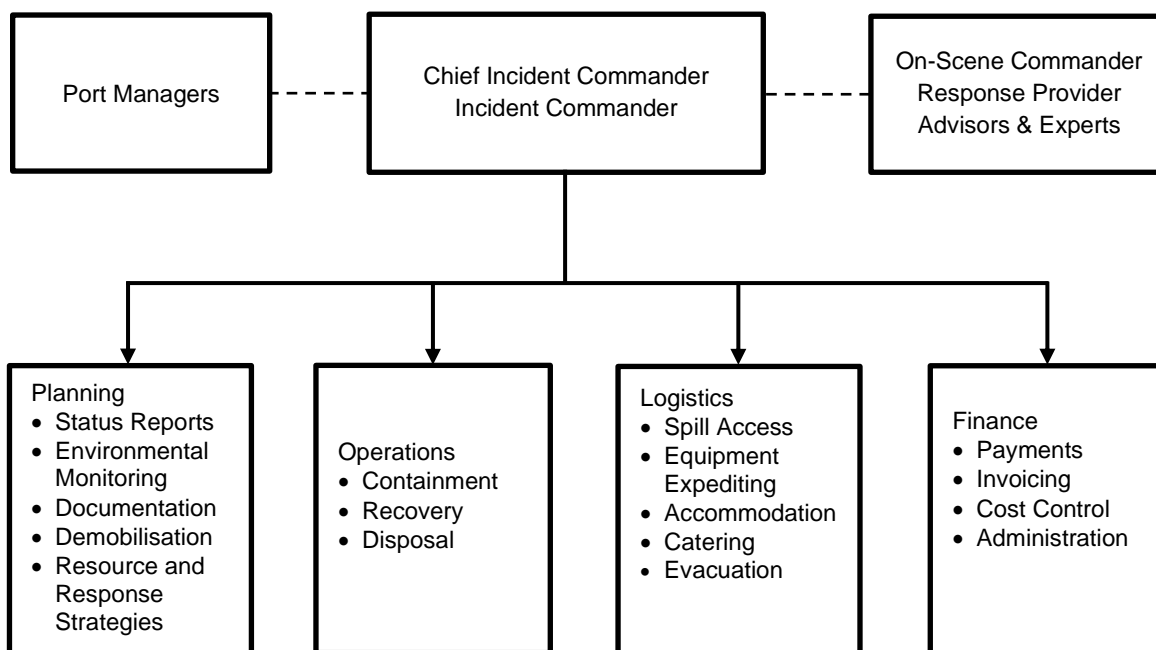 Port Managers
Chief Incident Commander
Incident Commander
On-Scene Commander
Response Provider
Advisors & Experts
Planning
• Status Reports
• Environmental
Monitoring
• Documentation
• Demobilisation
• Resource and
Response
Strategies
Operations
• Containment
• Recovery
• Disposal
Logistics
• Spill Access
• Equipment
Expediting
• Accommodation
• Catering
• Evacuation
Finance
• Payments
• Invoicing
• Cost Control
• Administration